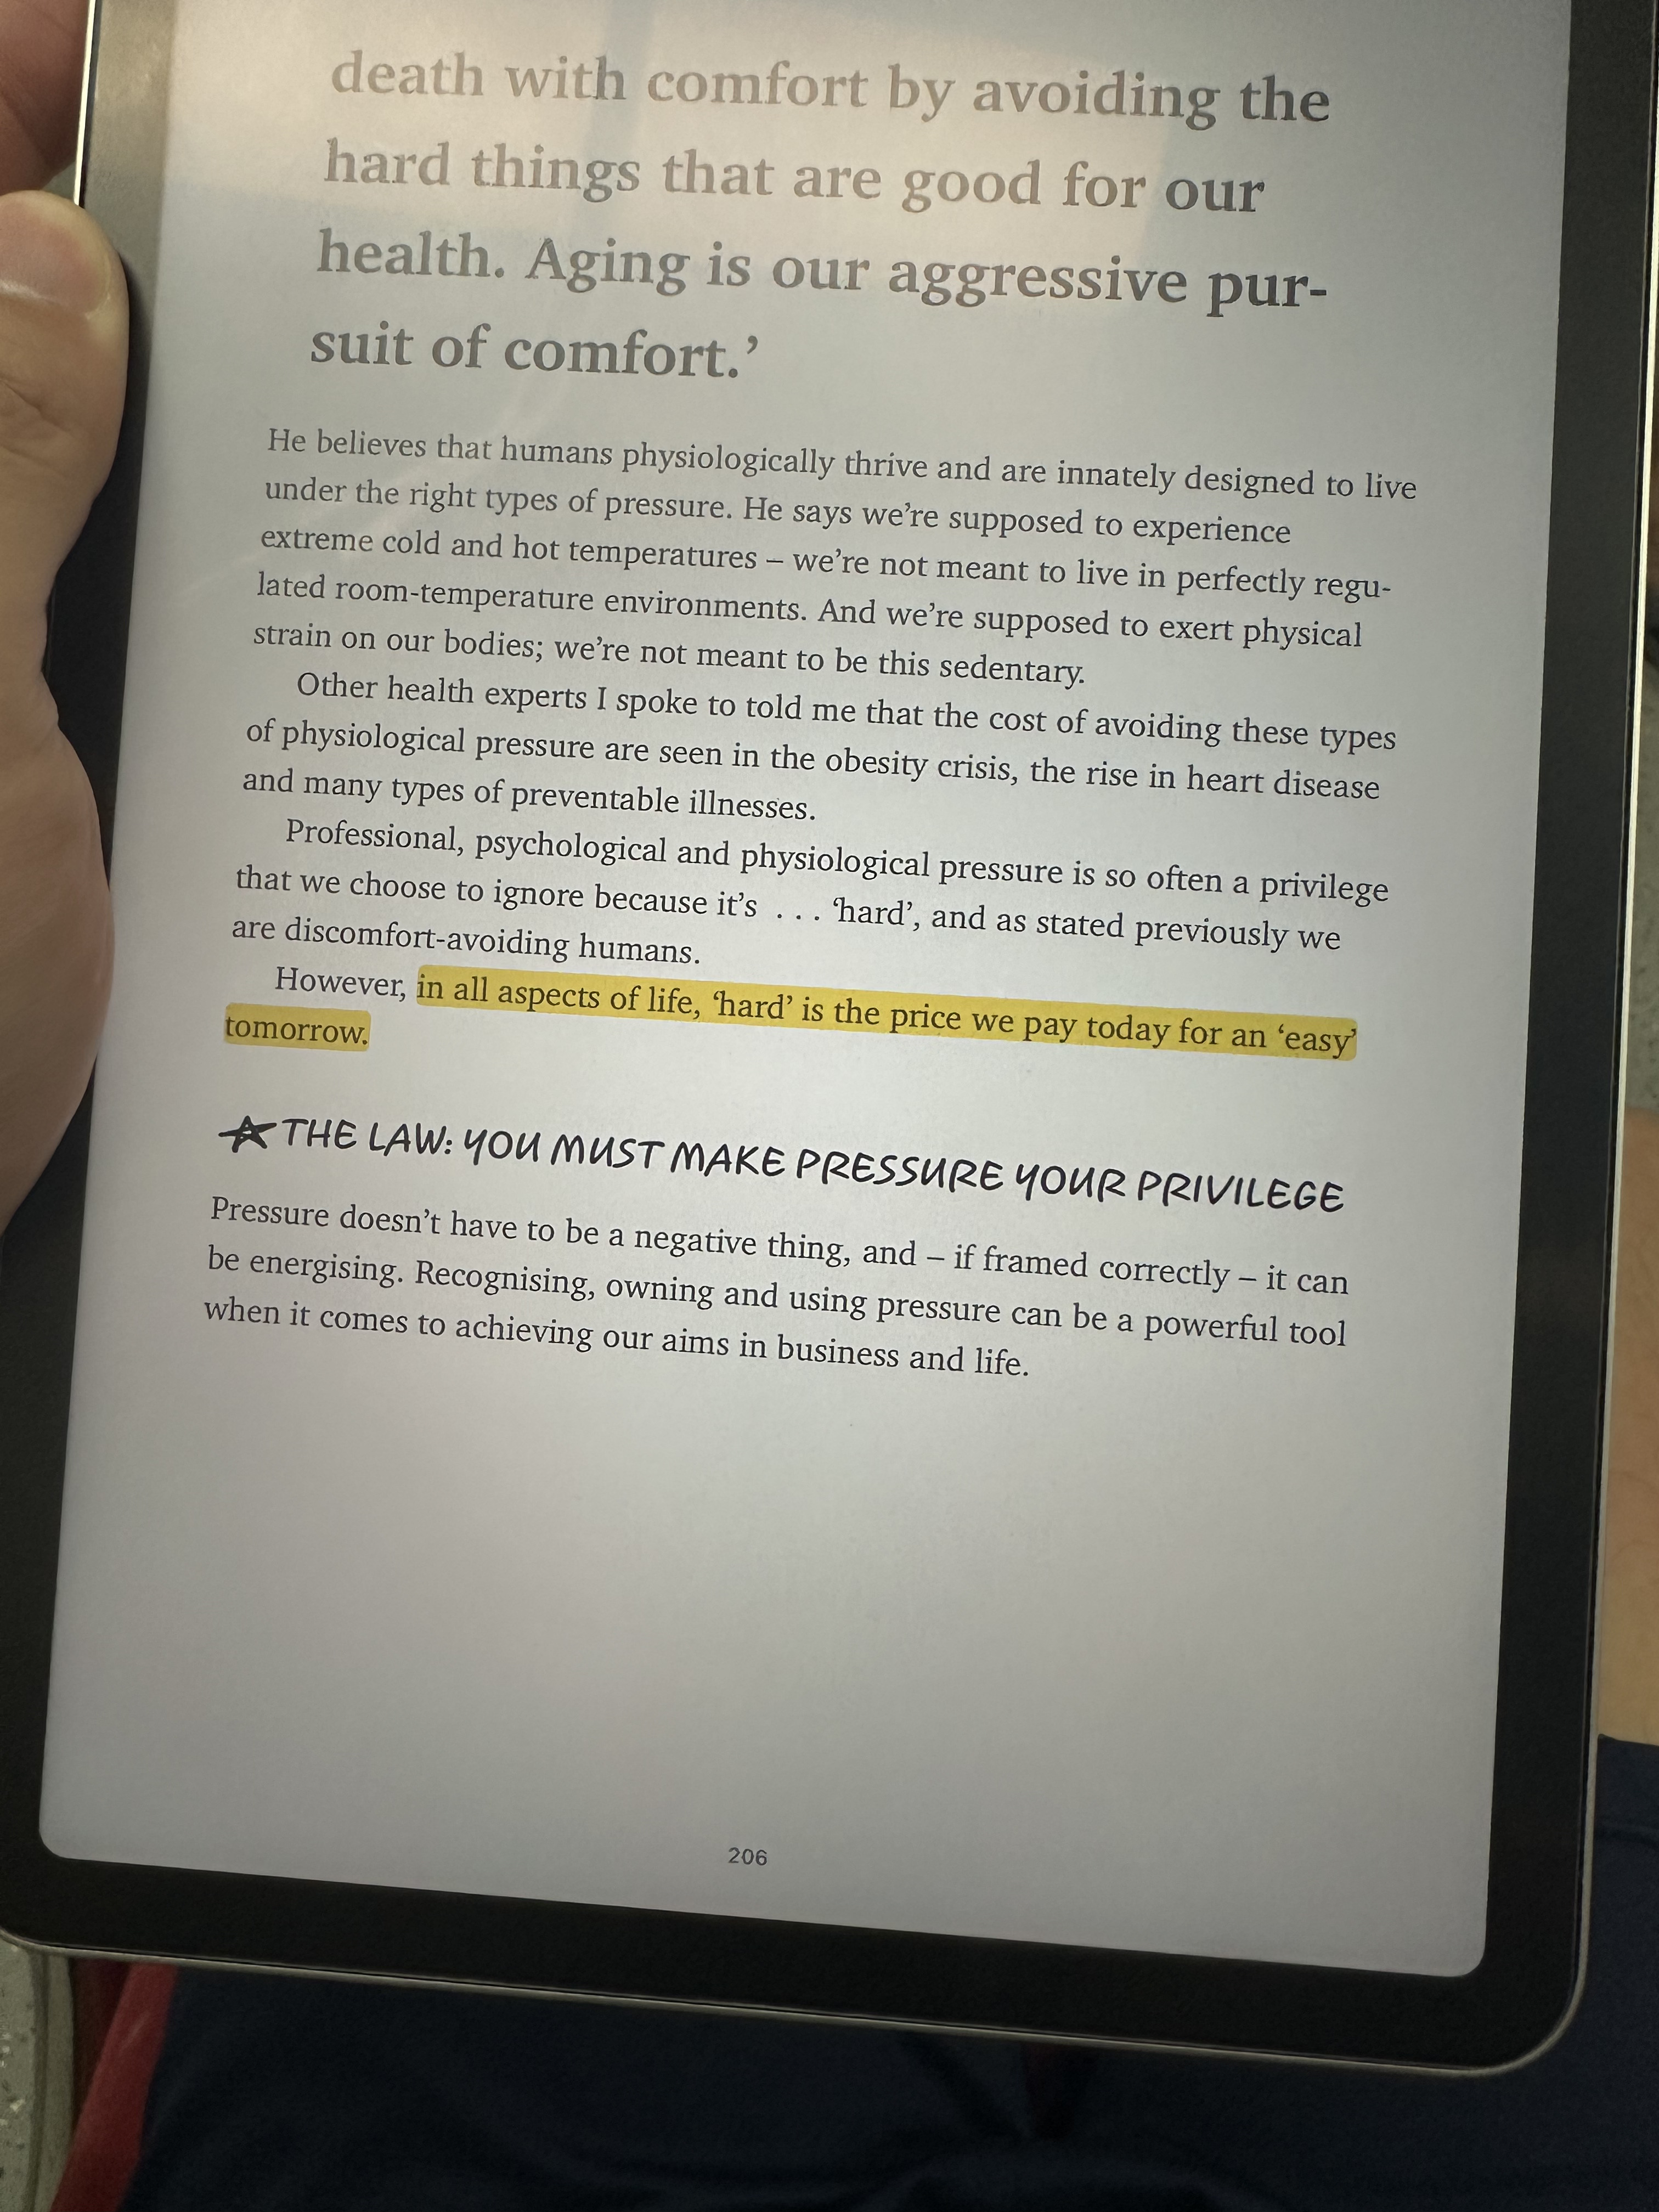 death with comfort by avoiding the
hard things that are good for our
health. Aging is our aggressive pur-
suit of comfort.’
He believes that humans physiologically thrive and are innately designed to live
under the right types of pressure. He says we’re supposed to experience
extreme cold and hot temperatures – we’re not meant to live in perfectly regu-
lated room-temperature environments. And we’re supposed to exert physical
strain on our bodies; we’re not meant to be this sedentary.
Other health experts I spoke to told me that the cost of avoiding these types
of physiological pressure are seen in the obesity crisis, the rise in heart disease
and many types of preventable illnesses.
Professional, psychological and physiological pressure is so often a privilege
that we choose to ignore because it’s . . . ‘hard’, and as stated previously we
are discomfort-avoiding humans.
However, in all aspects of life, ‘hard’ is the price we pay today for an ‘easy’
tomorrow.
THE LAW: YOU MUST MAKE PRESSURE YOUR PRIVILEGE
Pressure doesn’t have to be a negative thing, and – if framed correctly – it can
be energising. Recognising, owning and using pressure can be a powerful tool
when it comes to achieving our aims in business and life.
206